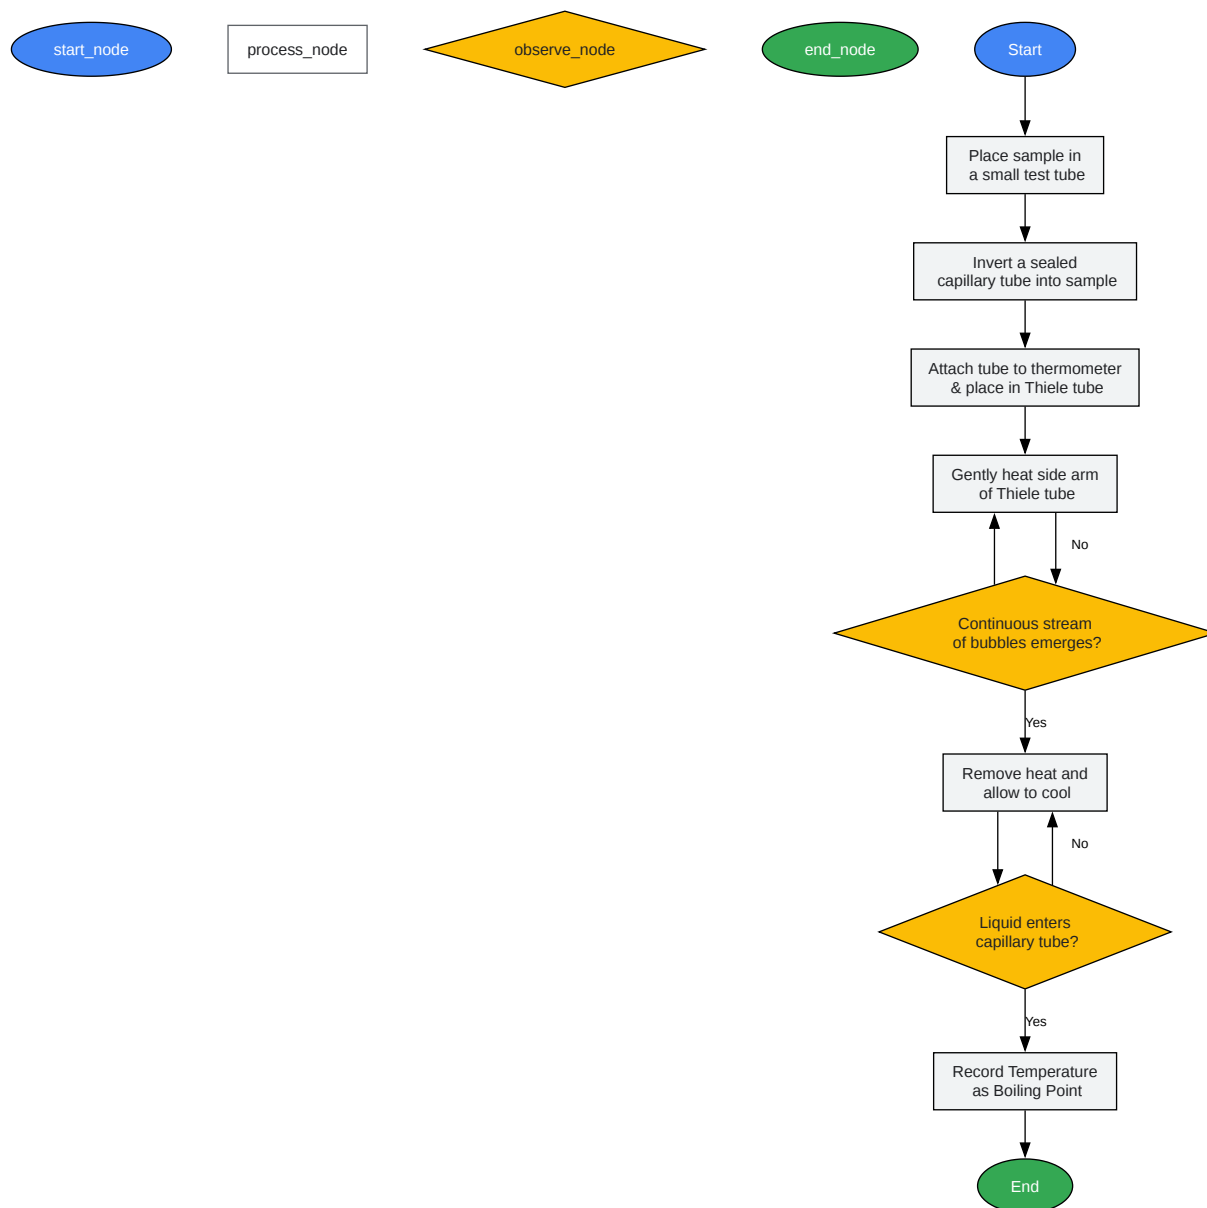 start_node
process_node
observe_node
end_node
Start
Place sample in
a small test tube
Invert a sealed
capillary tube into sample
Attach tube to thermometer
& place in Thiele tube
Gently heat side arm
of Thiele tube
No
Continuous stream
of bubbles emerges?
Yes
Remove heat and
allow to cool
No
Liquid enters
capillary tube?
Yes
Record Temperature
as Boiling Point
End